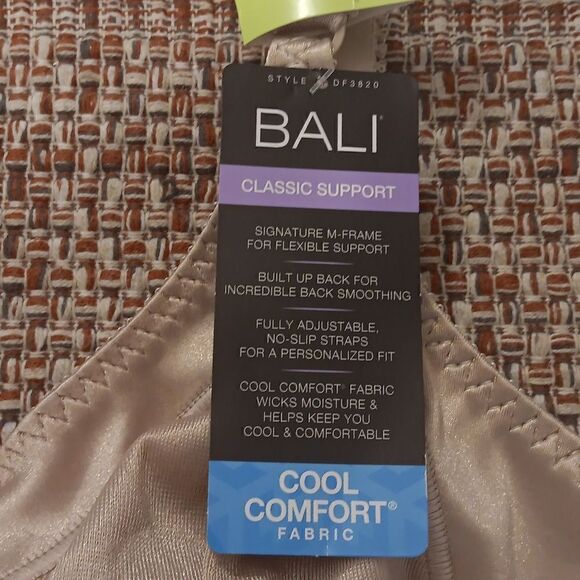 STYLE DF3820
BALI
CLASSIC SUPPORT
SIGNATURE M-FRAME
FOR FLEXIBLE SUPPORT
BUILT UP BACK FOR
INCREDIBLE BACK SMOOTHING
FULLY ADJUSTABLE,
NO-SLIP STRAPS
FOR A PERSONALIZED FIT
COOL COMFORT® FABRIC
WICKS MOISTURE &
HELPS KEEP YOU
COOL & COMFORTABLE
COOL
COMFORT®
FABRIC